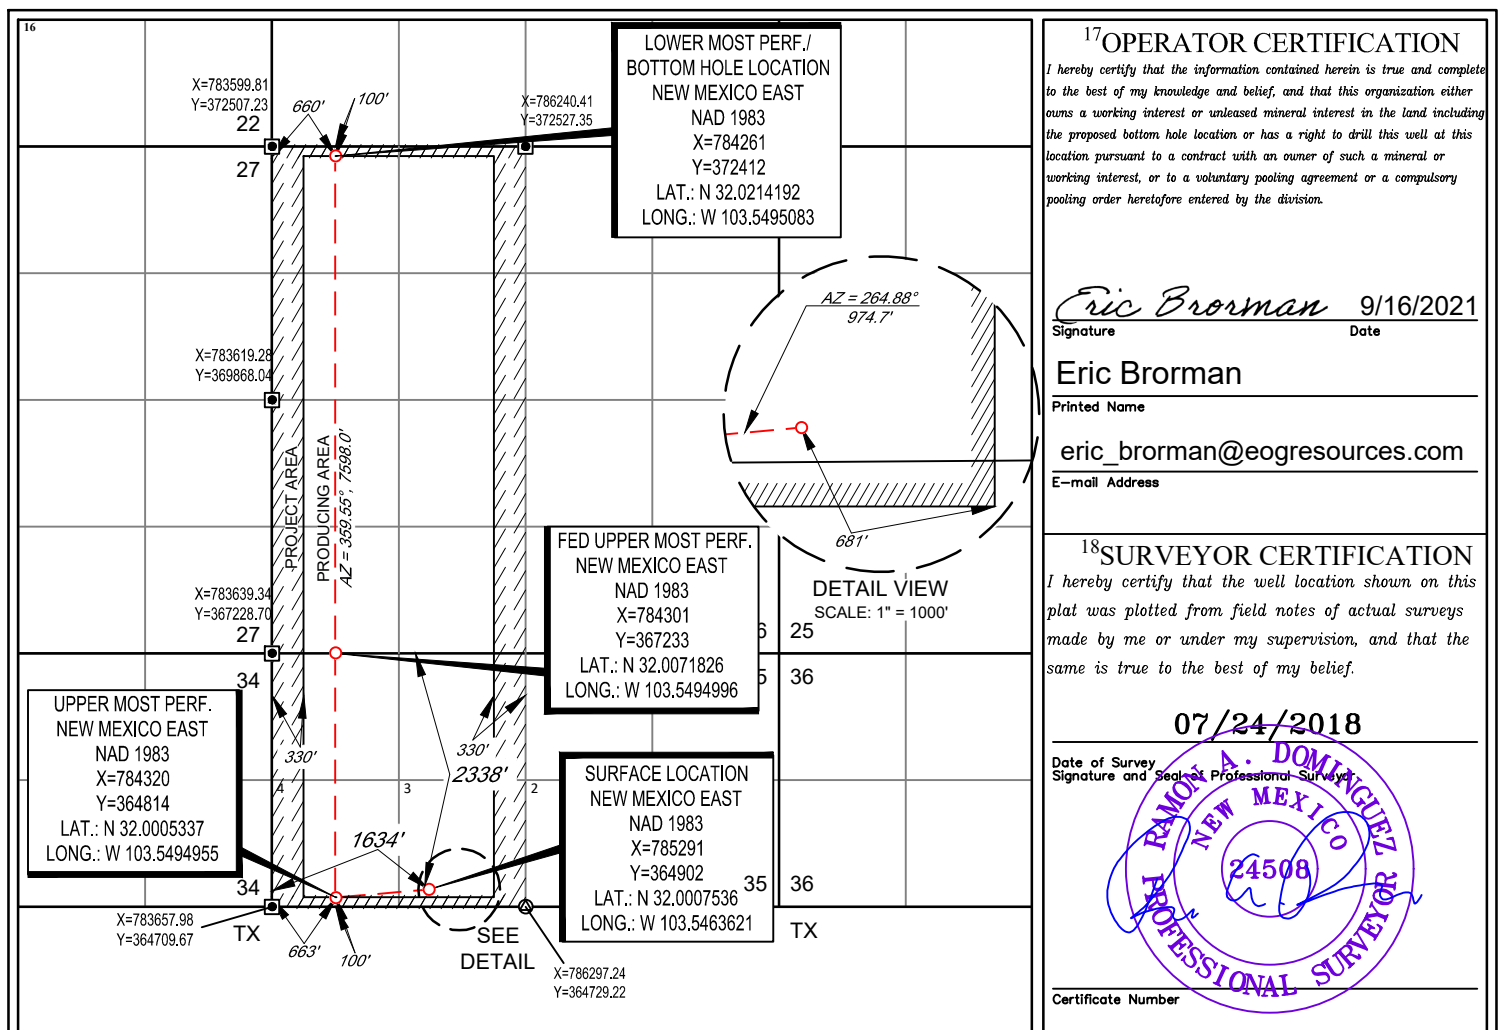 16
X=783599.81
Y=372507.23
660'
100'
X=786240.41
Y=372527.35
22
27
LOWER MOST PERF./
BOTTOM HOLE LOCATION
NEW MEXICO EAST
NAD 1983
X=784261
Y=372412
LAT.: N 32.0214192
LONG.: W 103.5495083
AZ = 264.88°
974.7'
681'
DETAIL VIEW
SCALE: 1" = 1000'
X=783619.28
Y=369868.04
PROJECT AREA
PRODUCING AREA
AZ = 359.55°, 7598.0'
X=783639.34
Y=367228.70
27
34
FED UPPER MOST PERF.
NEW MEXICO EAST
NAD 1983
X=784301
Y=367233
LAT.: N 32.0071826
LONG.: W 103.5494996
6 25
5 36
UPPER MOST PERF.
NEW MEXICO EAST
NAD 1983
X=784320
Y=364814
LAT.: N 32.0005337
LONG.: W 103.5494955
330'
330'
2338'
4
3
2
1634'
SURFACE LOCATION
NEW MEXICO EAST
NAD 1983
X=785291
Y=364902
LAT.: N 32.0007536
LONG.: W 103.5463621
34
35 36
TX
TX
X=783657.98
Y=364709.67
663'
100'
SEE
DETAIL
X=786297.24
Y=364729.22
17OPERATOR CERTIFICATION
I hereby certify that the information contained herein is true and complete
to the best of my knowledge and belief, and that this organization either
owns a working interest or unleased mineral interest in the land including
the proposed bottom hole location or has a right to drill this well at this
location pursuant to a contract with an owner of such a mineral or
working interest, or to a voluntary pooling agreement or a compulsory
pooling order heretofore entered by the division.
Eric Brorman 9/16/2021
Signature Date
Eric Brorman
Printed Name
eric_brorman@eogresources.com
E-mail Address
18SURVEYOR CERTIFICATION
I hereby certify that the well location shown on this
plat was plotted from field notes of actual surveys
made by me or under my supervision, and that the
same is true to the best of my belief.
07/24/2018
Date of Survey
Signature and Seal of Professional Surveyor:
RAMON A. DOMINGUEZ
NEW MEXICO
24508
PROFESSIONAL SURVEYOR
Certificate Number